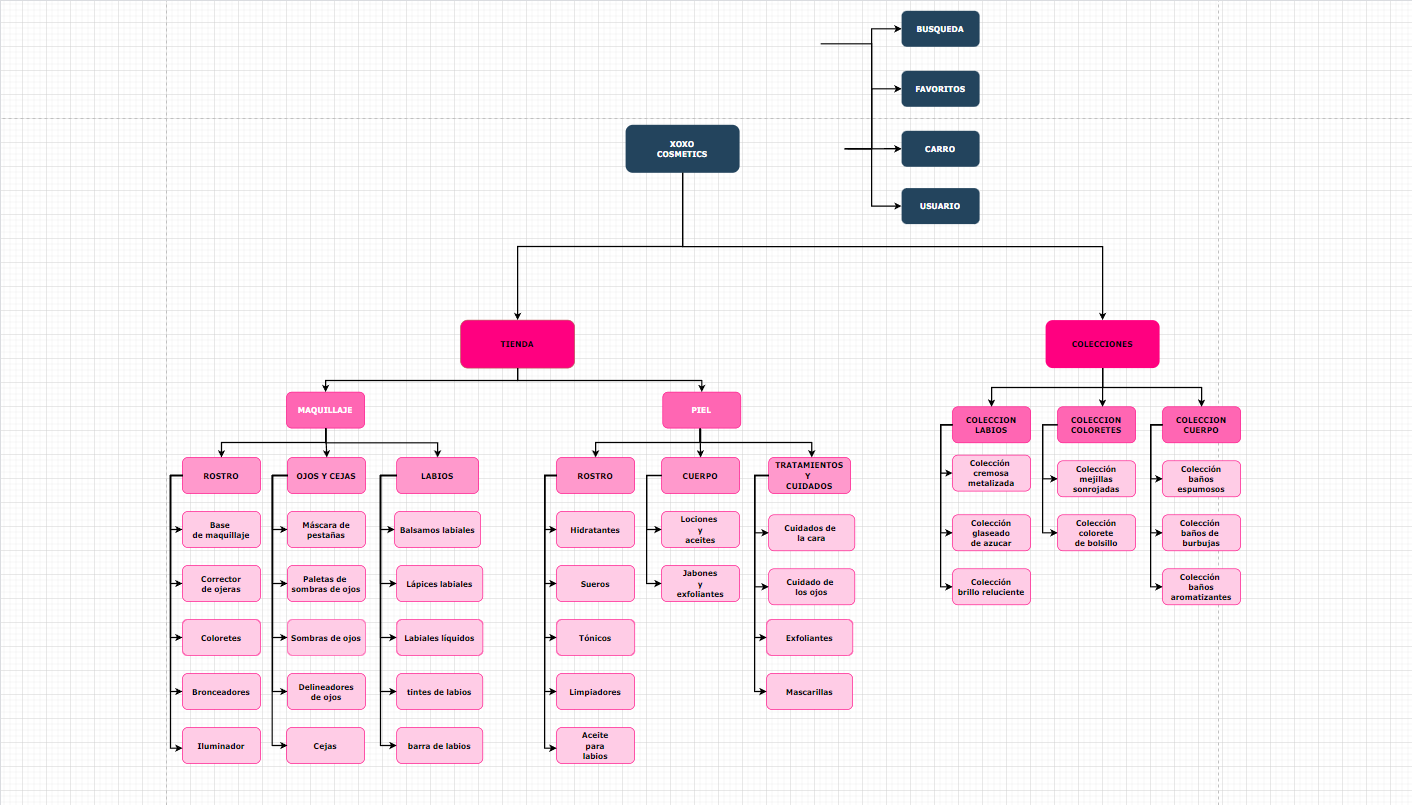 BUSQUEDA
FAVORITOS
XOXO
COSMETICS
CARRO
USUARIO
TIENDA
COLECCIONES
MAQUILLAJE
PIEL
ROSTRO
Base
de maquillaje
Corrector
de ojeras
Coloretes
Bronceadores
Iluminador
OJOS Y CEJAS
Máscara de
pestañas
Paletas de
sombras de ojos
Sombras de ojo
Delineadores
de ojos
Cejas
LABIOS
Balsamos labiales
Lápices labiales
Labiales líquidos
tintes de labios
barra de labios
ROSTRO
Hidratantes
Sueros
Tónicos
Limpiadores
Aceite
para
labios
CUERPO
Lociones
y
aceites
Jabones
y
exfoliantes
TRATAMIENTOS
Y
CUIDADOS
Cuidados de
la cara
Cuidado de
los ojos
Exfoliantes
Mascarillas
COLECCION
LABIOS
Colección
cremosa
metalizada
Colección
glaseado
de azucar
Colección
brillo reluciente
COLECCION
COLORETES
Colección
mejillas
sonrojadas
Colección
colorete
de bolsillo
COLECCION
CUERPO
Colección
baños
espumosos
Colección
baños de
burbujas
Colección
baños
aromatizantes